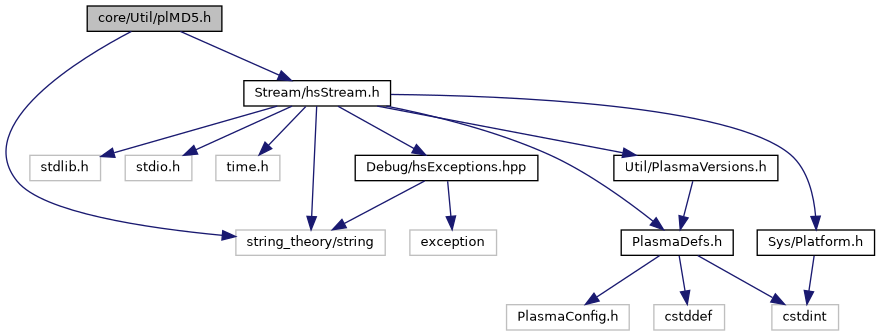 core/Util/plMD5.h
Stream/hsStream.h
stdlib.h
stdio.h
time.h
Debug/hsExceptions.hpp
Util/PlasmaVersions.h
string_theory/string
exception
PlasmaDefs.h
Sys/Platform.h
PlasmaConfig.h
cstddef
cstdint